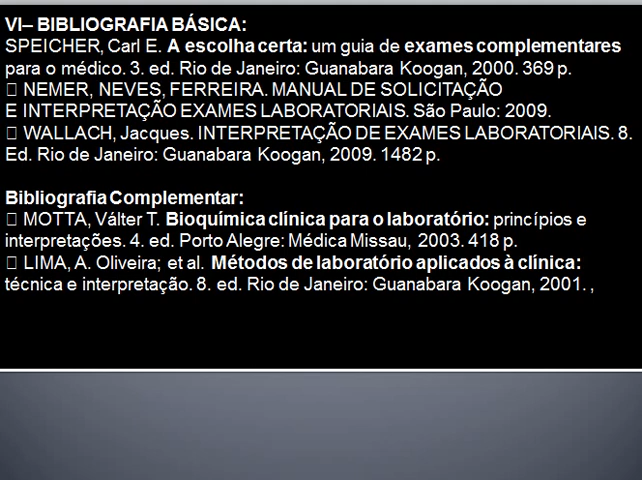 VI– BIBLIOGRAFIA BÁSICA:
SPEICHER, Carl E. A escolha certa: um guia de exames complementares
para o médico. 3. ed. Rio de Janeiro: Guanabara Koogan, 2000. 369 p.
NEMER, NEVES, FERREIRA. MANUAL DE SOLICITAÇÃO
E INTERPRETAÇÃO EXAMES LABORATORIAIS. São Paulo: 2009.
WALLACH, Jacques. INTERPRETAÇÃO DE EXAMES LABORATORIAIS. 8.
Ed. Rio de Janeiro: Guanabara Koogan, 2009. 1482 p.
Bibliografia Complementar:
MOTTA, Válter T. Bioquímica clínica para o laboratório: princípios e
interpretações. 4. ed. Porto Alegre: Médica Missau, 2003. 418 p.
LIMA, A. Oliveira; et al. Métodos de laboratório aplicados à clínica:
técnica e interpretação. 8. ed. Rio de Janeiro: Guanabara Koogan, 2001. ,